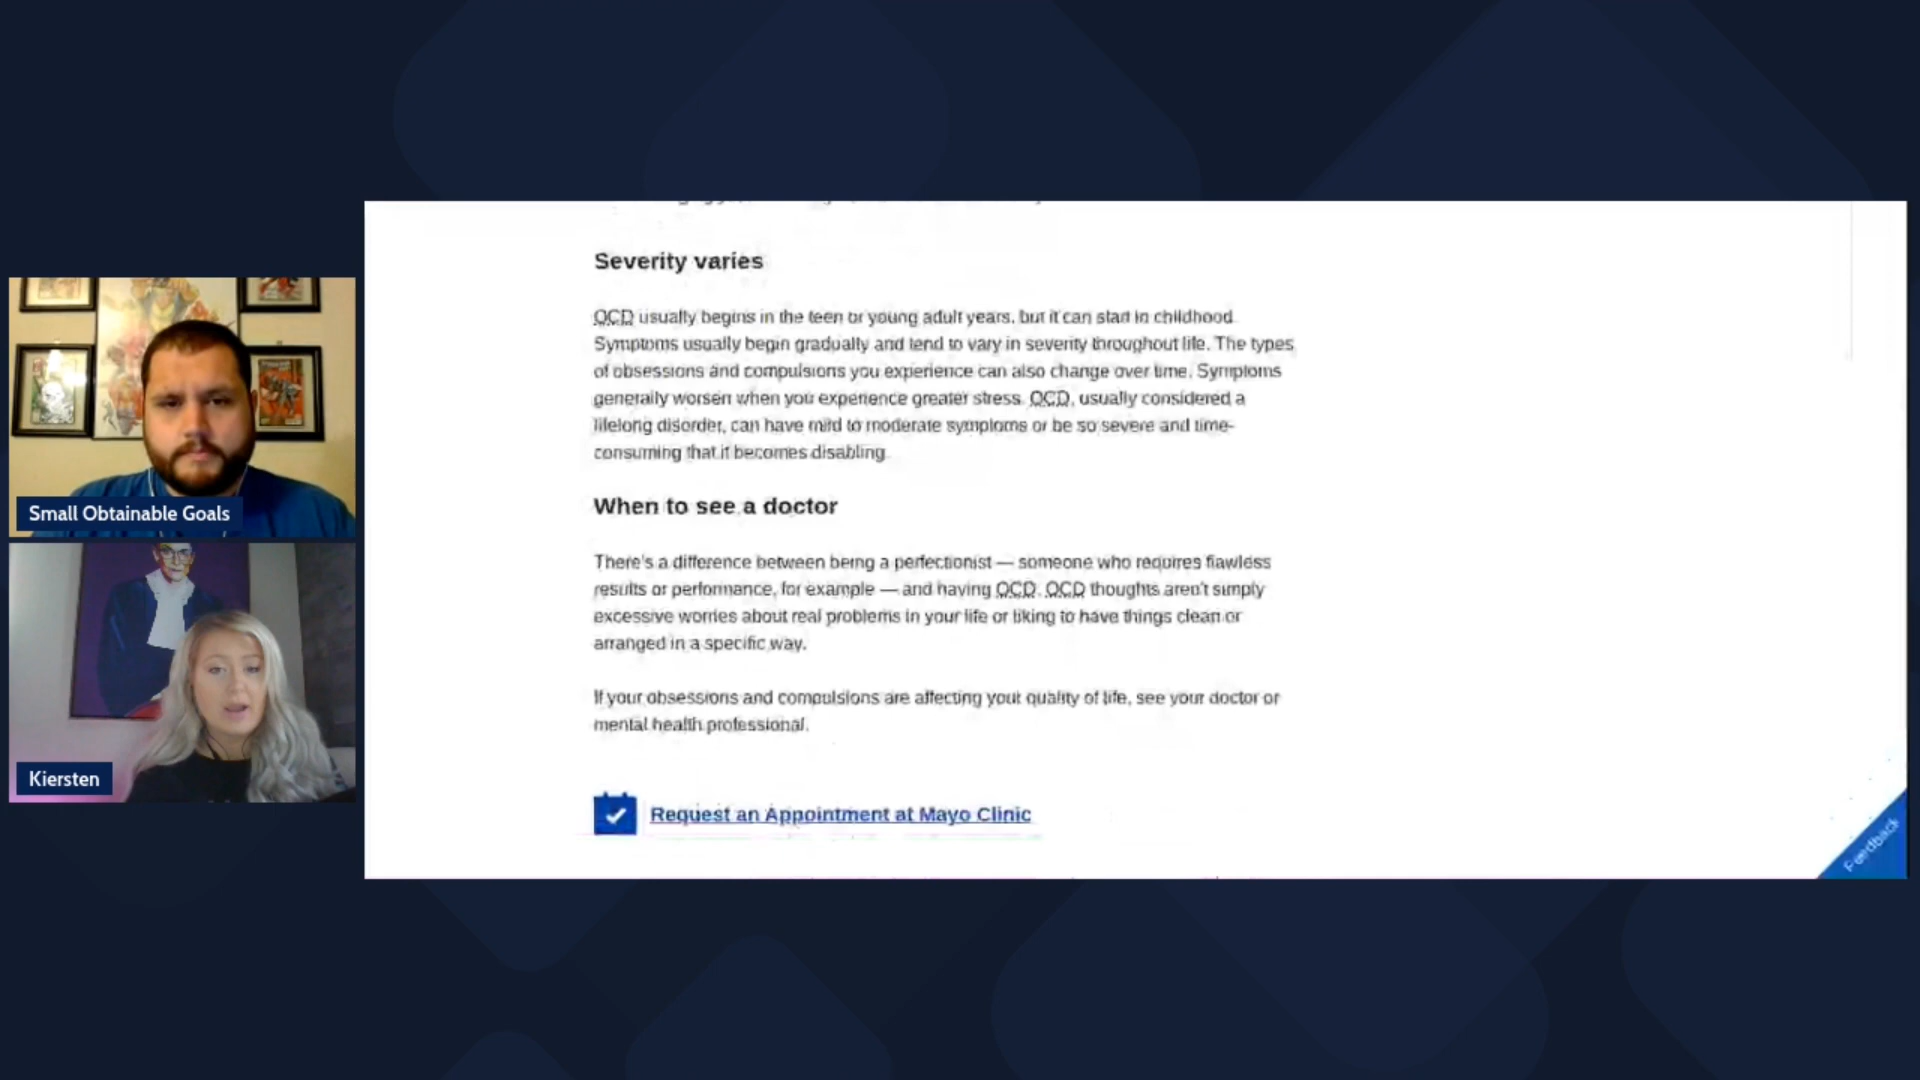 Severity varies
OCD usually begins in the teen or young adult years, but it can start in childhood.
Symptoms usually begin gradually and tend to vary in severity throughout life. The types
of obsessions and compulsions you experience can also change over time. Symptoms
generally worsen when you experience greater stress. OCD, usually considered a
lifelong disorder, can have mild to moderate symptoms or be so severe and time-
consuming that it becomes disabling.
When to see a doctor
There's a difference between being a perfectionist — someone who requires flawless
results or performance, for example — and having OCD. OCD thoughts aren't simply
excessive worries about real problems in your life or liking to have things clean or
arranged in a specific way.
If your obsessions and compulsions are affecting your quality of life, see your doctor or
mental health professional.
Request an Appointment at Mayo Clinic
Feedback
Small Obtainable Goals
Kiersten